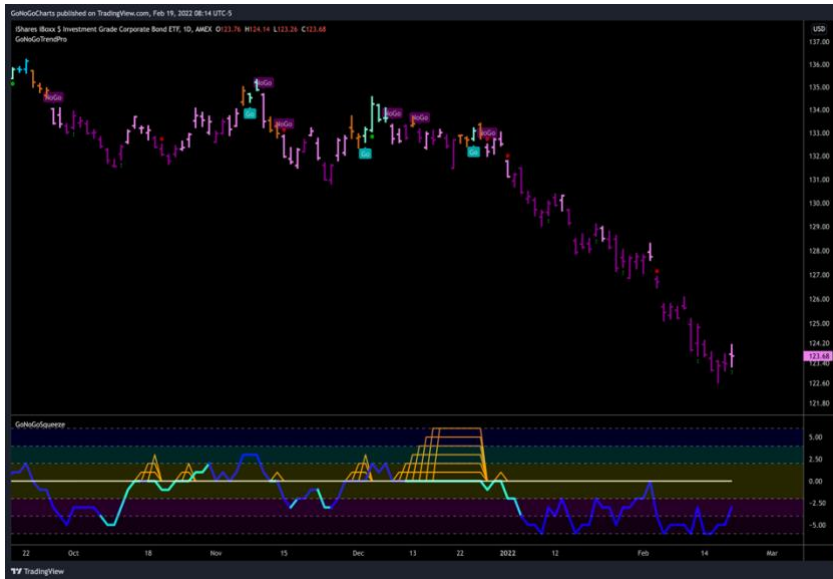 GoNoGoCharts published on TradingView.com, Feb 19, 2022 08:14 UTC-5
iShares iBoxx $ Investment Grade Corporate Bond ETF, 1D, AMEX O123.76 H124.14 L123.26 C123.68
USD
GoNoGoTrendPro
137.00
136.00
135.00
NoGo
NoGo
Go
134.00
NoGo
NoGo
NoGo
133.00
NoGo
Go
Go
132.00
131.00
130.00
129.00
128.00
127.00
126.00
125.00
124.20
123.68
123.40
122.60
121.80
GoNoGoSqueeze
5.00
2.50
0.00
-2.50
-5.00
22 Oct 18 Nov 15 Dec 13 22 2022 12 Feb 14 Mar
TradingView